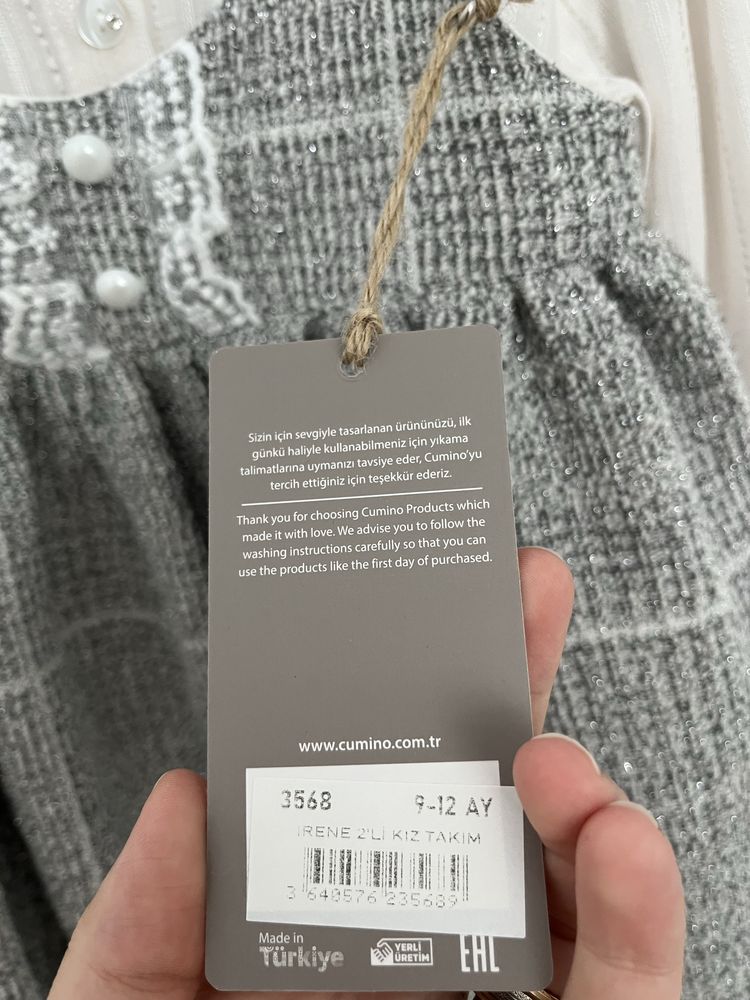 Sizin için sevgiyle tasarlanan ürününüzü, ilk
günkü haliyle kullanabilmeniz için yıkama
talimatlarına uymanızı tavsiye eder, Cumino'yu
tercih ettiğiniz için teşekkür ederiz.
Thank you for choosing Cumino Products which
made it with love. We advise you to follow the
washing instructions carefully so that you can
use the products like the first day of purchased.
www.cumino.com.tr
3568 9-12 AY
IRENE 2'Lİ KIZ TAKIM
3 640576 235689
Made in
Türkiye
YERLİ
ÜRETİM
EAC